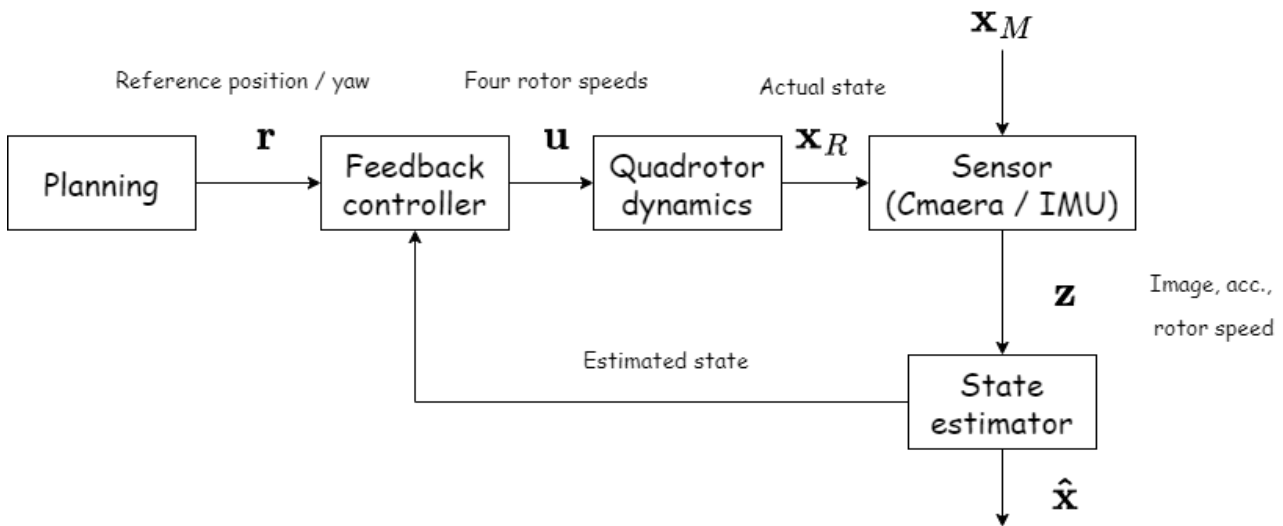 𝐱_M
Reference position / yaw
Four rotor speeds
Actual state
𝐫
𝐮
𝐱_R
Planning
Feedback
controller
Quadrotor
dynamics
Sensor
(Cmaera / IMU)
𝐳
Image, acc.,
rotor speed
Estimated state
State
estimator
𝐱̂